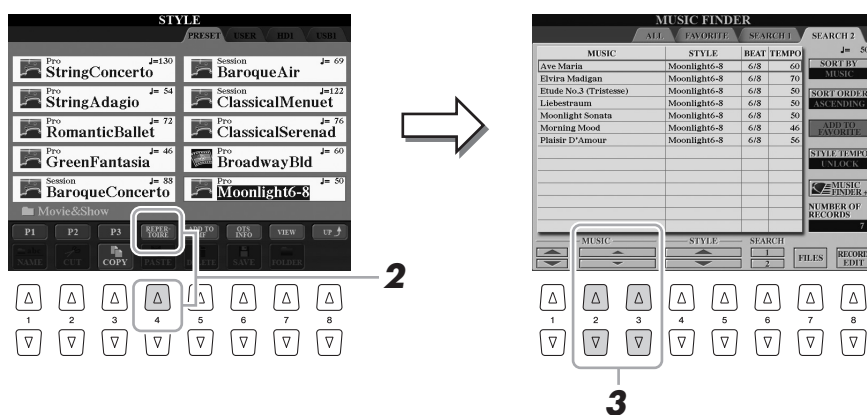 STYLE
PRESET USER HD1 USB1
Pro ♩=130
StringConcerto
Session ♩= 69
BaroqueAir
Pro ♩= 54
StringAdagio
Session ♩=122
ClassicalMenuet
Pro ♩= 72
RomanticBallet
Pro ♩= 76
ClassicalSerenad
Pro ♩= 46
GreenFantasia
Pro ♩= 60
BroadwayBld
Session ♩= 88
BaroqueConcerto
Pro ♩= 50
Moonlight6-8
Movie&Show
P1 P2 P3 REPER-TOIRE ADD TO MF OTS INFO VIEW UP
NAME CUT COPY PASTE DELETE SAVE FOLDER
1 2 3 4 5 6 7 8
2
MUSIC FINDER
ALL FAVORITE SEARCH 1 SEARCH 2
♩= 50
MUSIC STYLE BEAT TEMPO
Ave Maria Moonlight6-8 6/8 60
Elvira Madigan Moonlight6-8 6/8 70
Etude No.3 (Tristesse) Moonlight6-8 6/8 50
Liebestraum Moonlight6-8 6/8 50
Moonlight Sonata Moonlight6-8 6/8 50
Morning Mood Moonlight6-8 6/8 46
Plaisir D'Amour Moonlight6-8 6/8 56
SORT BY
MUSIC
SORT ORDER
ASCENDING
ADD TO
FAVORITE
STYLE TEMPO
UNLOCK
MUSIC
FINDER +
NUMBER OF
RECORDS
7
MUSIC STYLE SEARCH
1
2
FILES
RECORD
EDIT
1 2 3 4 5 6 7 8
3